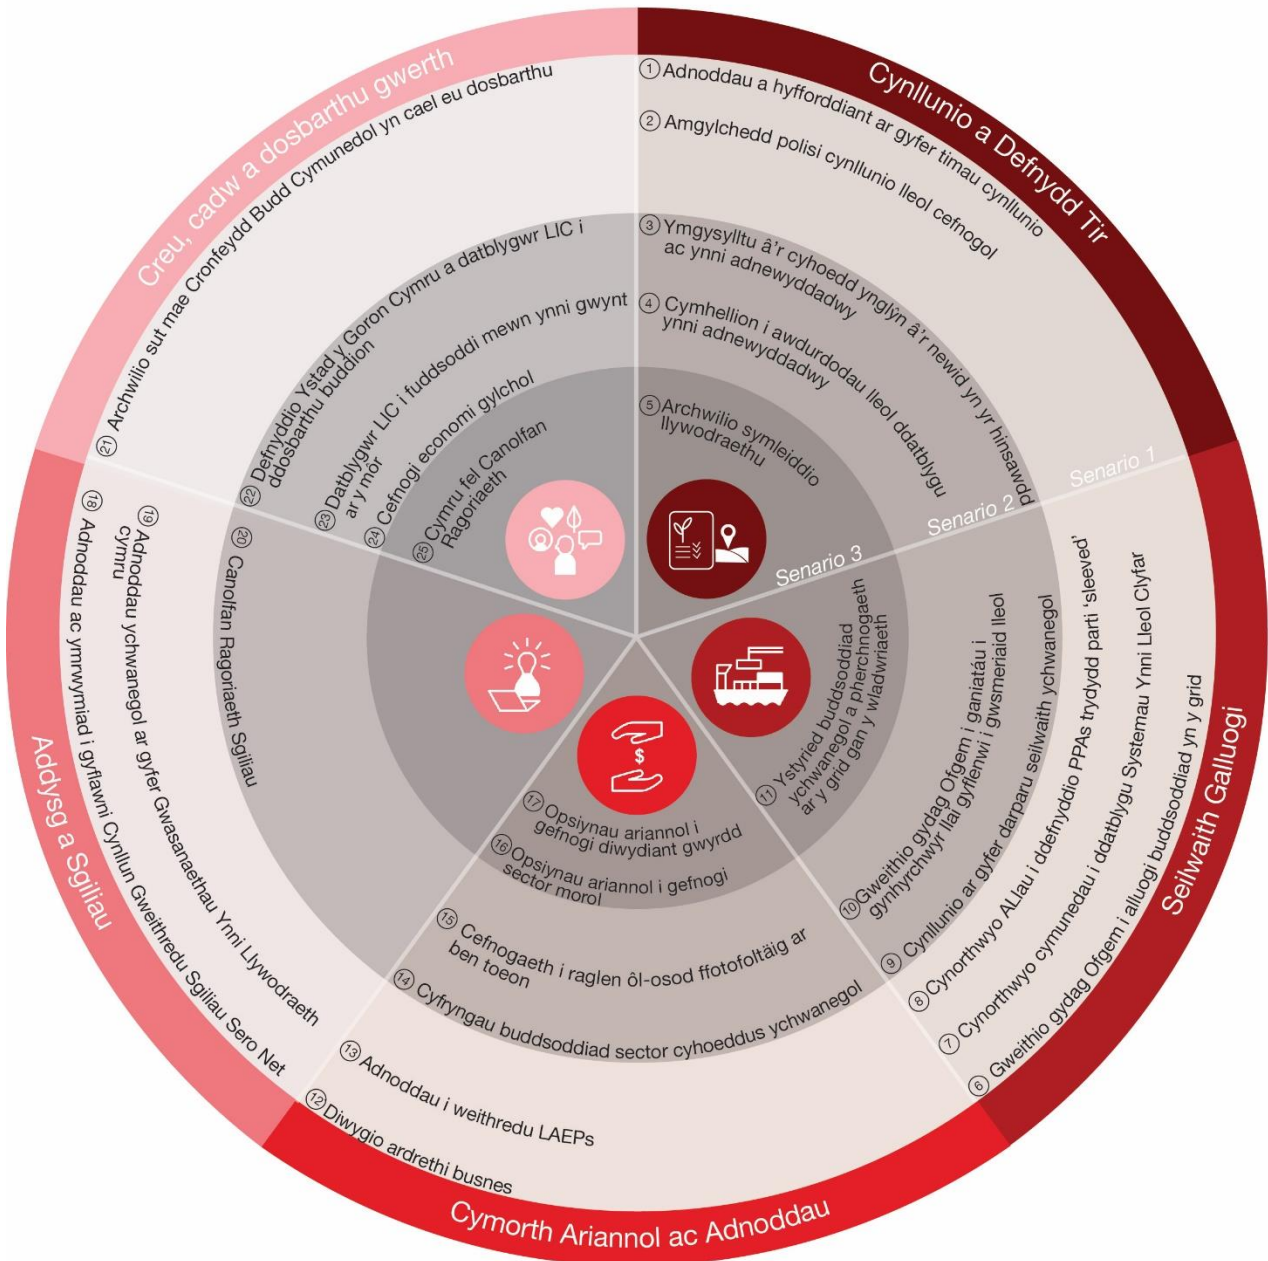 Cynllunio a Defnydd Tir
① Adnoddau a hyfforddiant ar gyfer timau cynllunio
② Amgylchedd polisi cynllunio lleol cefnogol
③ Ymgysylltu â'r cyhoedd ynglŷn â'r newid yn yr hinsawdd
ac ynni adnewyddadwy
④ Cymhellion i awdurdodau lleol ddatblygu
ynni adnewyddadwy
⑤ Archwilio symleiddio
llywodraethu
Senario 1
Senario 2
Senario 3
Seilwaith Galluogi
⑥ Gweithio gydag Ofgem i alluogi buddsoddiad yn y grid
⑦ Cynorthwyo cymunedau i ddatblygu Systemau Ynni Lleol Clyfar
⑧ Cynorthwyo ALlau i ddefnyddio PPAs trydydd parti ‘sleeved’
⑨ Cynllunio ar gyfer darparu seilwaith ychwanegol
⑩ Gweithio gydag Ofgem i ganiatáu i
gynhyrchwyr llai gyflenwi i gwsmeriaid lleol
⑪ Ystyried buddsoddiad
ychwanegol a pherchnogaeth
ar y grid gan y wladwriaeth
Cymorth Ariannol ac Adnoddau
⑫ Diwygio ardrethi busnes
⑬ Adnoddau i weithredu LAEPs
⑭ Cyfryngau buddsoddiad sector cyhoeddus ychwanegol
⑮ Cefnogaeth i raglen ôl-osod ffotofoltäig ar
ben toeon
⑯ Opsiynau ariannol i gefnogi
sector morol
⑰ Opsiynau ariannol i
gefnogi diwydiant gwyrdd
$
Addysg a Sgiliau
⑱ Adnoddau ac ymrwymiad i gyflawni Cynllun Gweithredu Sgiliau Sero Net
⑲ Adnoddau ychwanegol ar gyfer Gwasanaethau Ynni Llywodraeth
cymru
⑳ Canolfan Ragoriaeth Sgiliau
Creu, cadw a dosbarthu gwerth
㉑ Archwilio sut mae Cronfeydd Budd Cymunedol yn cael eu dosbarthu
㉒ Defnyddio Ystad y Goron Cymru a datblygwr LIC i
ddosbarthu buddion
㉓ Datblygwr LIC i fuddsoddi mewn ynni gwynt
ar y môr
㉔ Cefnogi economi gylchol
㉕ Cymru fel Canolfan
Ragoriaeth